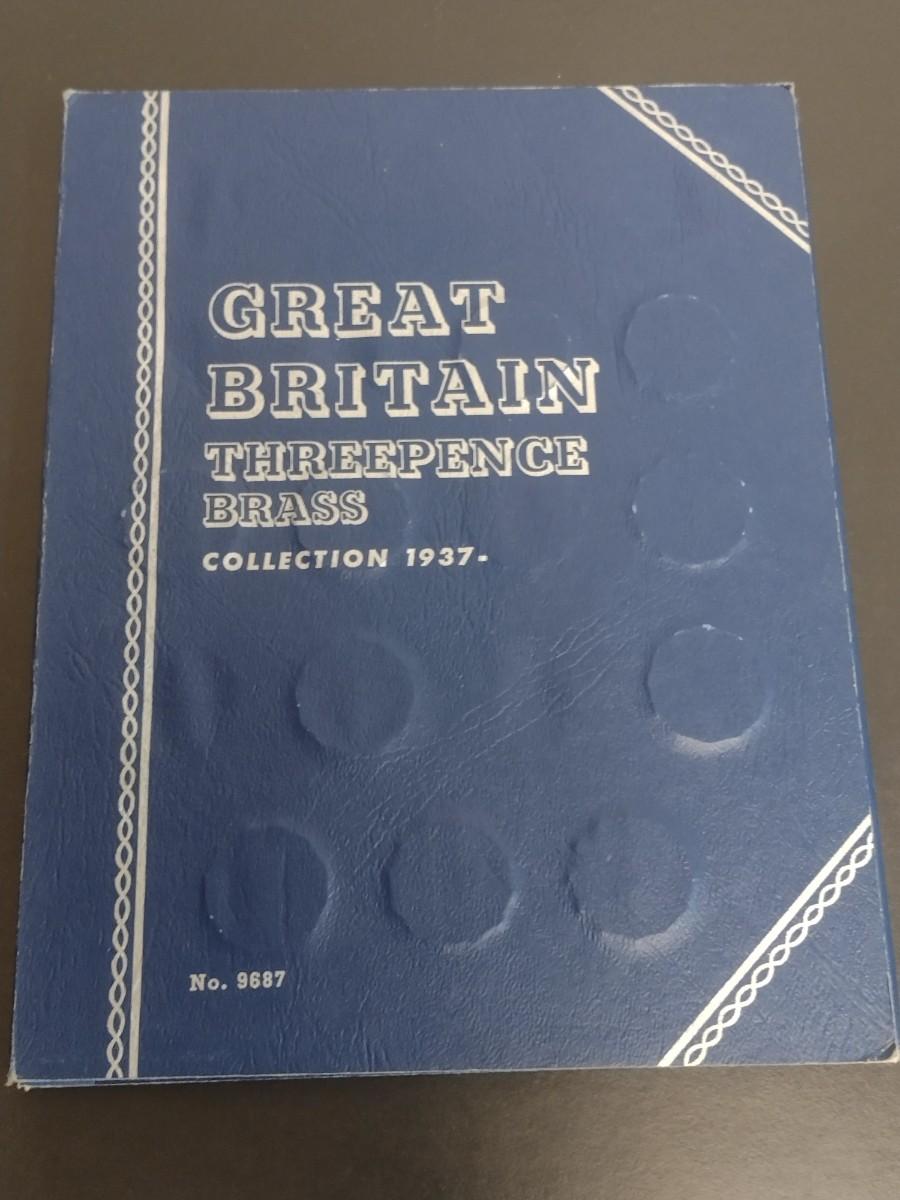 GREAT
BRITAIN
THREEPENCE
BRASS
COLLECTION 1937-
No. 9687